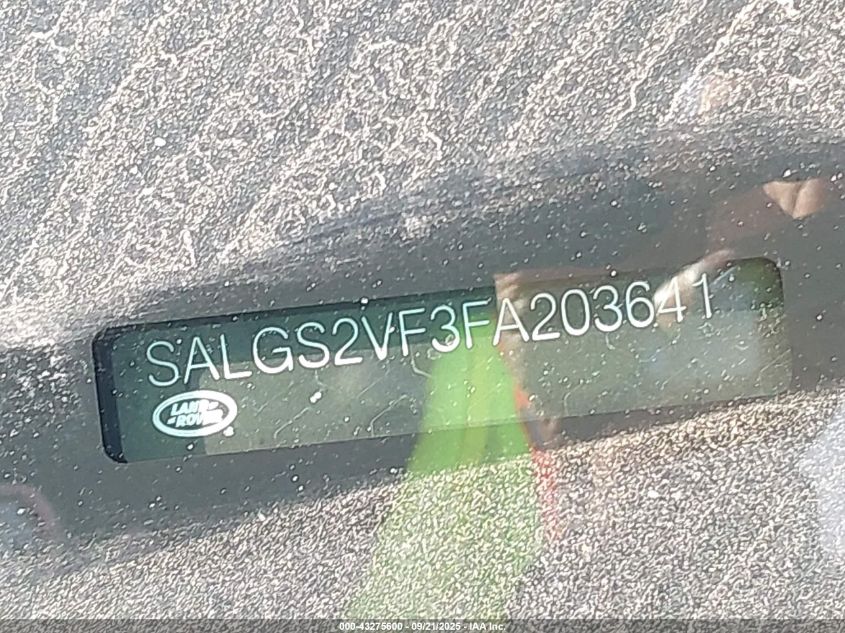 SALGS2VF3FA203641
LAND
ROVER
000-43275600 - 09/21/2025 - IAA Inc.